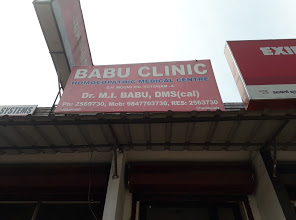 BABU CLINIC
HOMOEOPATHIC MEDICAL CENTRE
Dr. M.I. BABU, DMS(cal)
Ph: 2569730, Mob: 9847703730, RES: 2563730
EXI
SYSTEMS